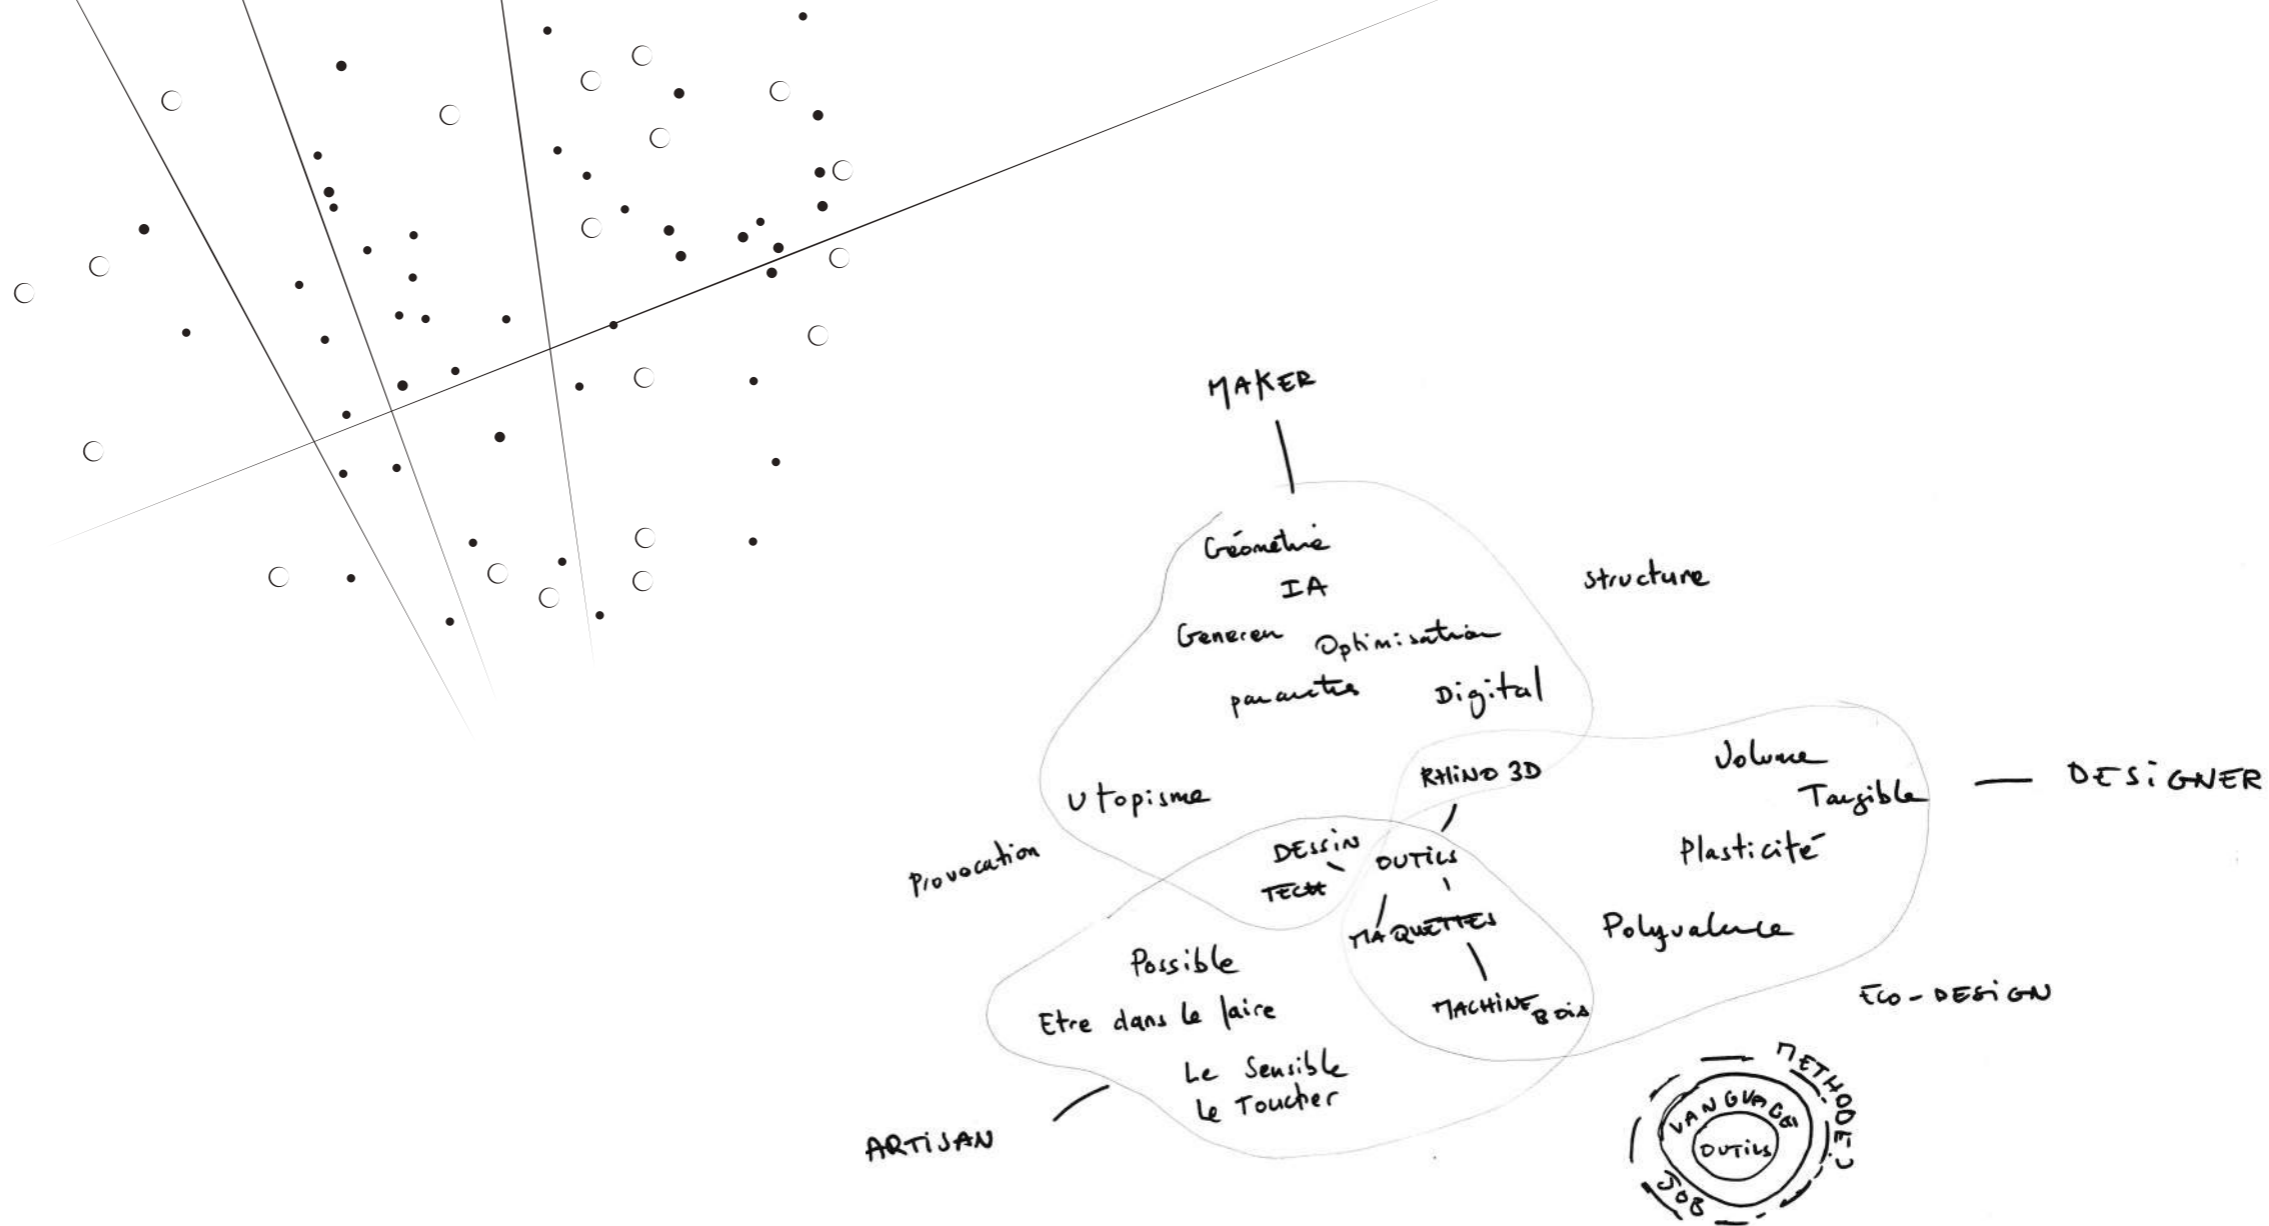 MAKER
Géométrie
IA
structure
Generer
Optimisation
Digital
Volume
RHiNO 3D
DESiGNER
Tangible
Utopisme
Plasticité
Provocation
DESSiN
OUTiLS
TECH
MAQUETTES
Polyvalence
Possible
MACHiNE BOiS
ECO-DESiGN
Etre dans le faire
Le Sensible
Le Toucher
ARTiSAN
METHODE
LANGUAGE
OUTiLS
JOB